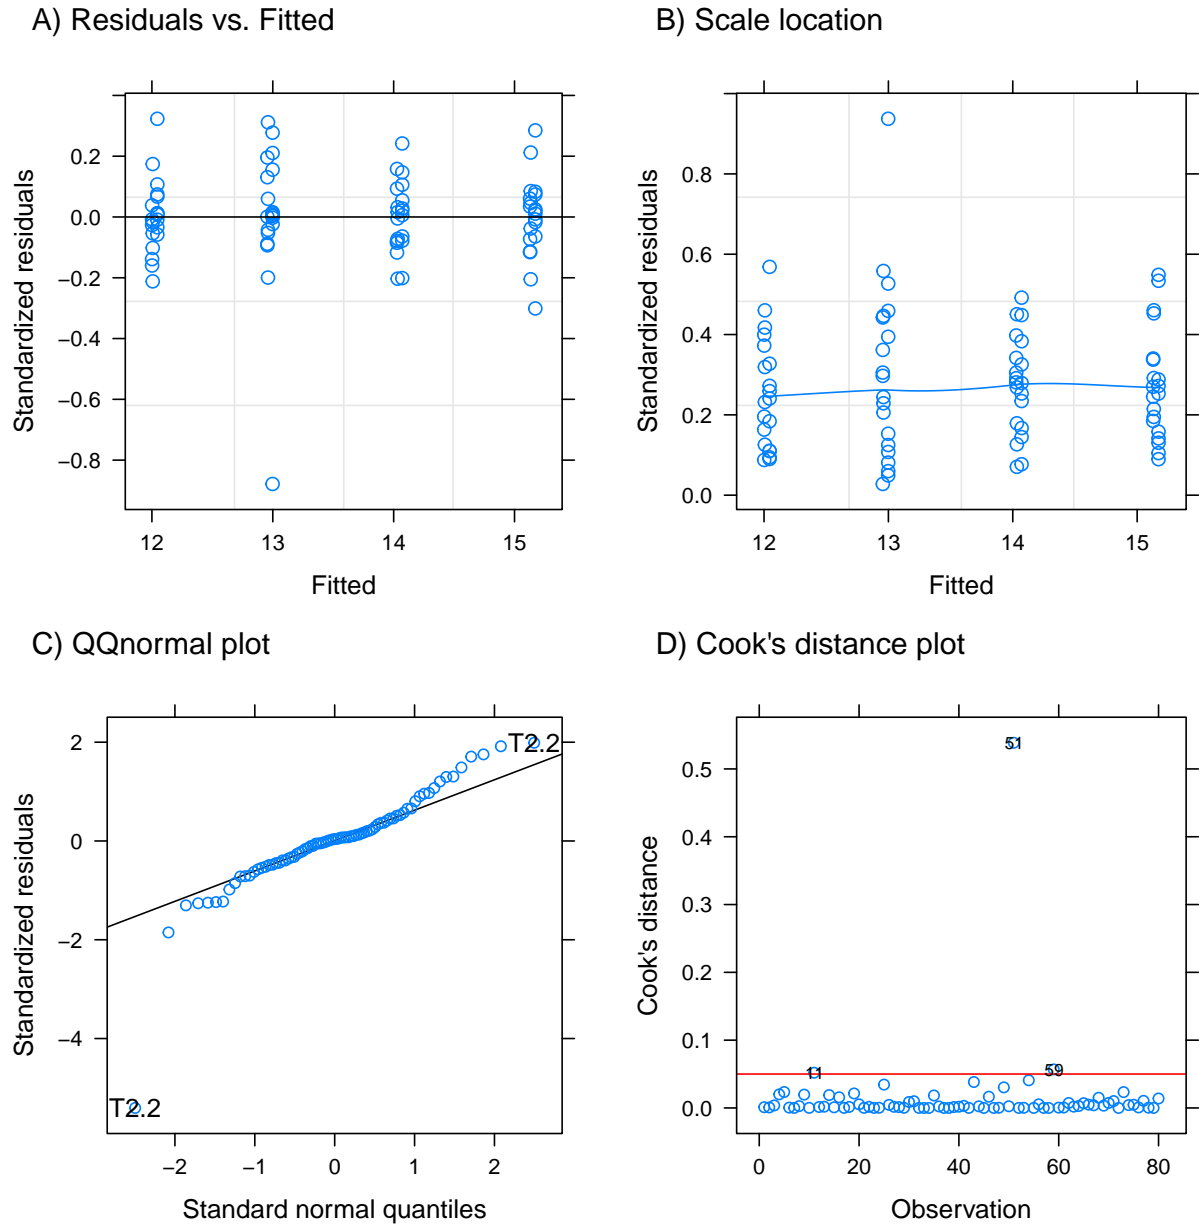 A) Residuals vs. Fitted
Standardized residuals
0.2
0.0
−0.2
−0.4
−0.6
−0.8
12 13 14 15
Fitted
B) Scale location
Standardized residuals
0.8
0.6
0.4
0.2
0.0
12 13 14 15
Fitted
C) QQnormal plot
Standardized residuals
2
0
−2
−4
T2.2
T2.2
−2 −1 0 1 2
Standard normal quantiles
D) Cook's distance plot
Cook's distance
0.5
0.4
0.3
0.2
0.1
0.0
51
11
59
0 20 40 60 80
Observation